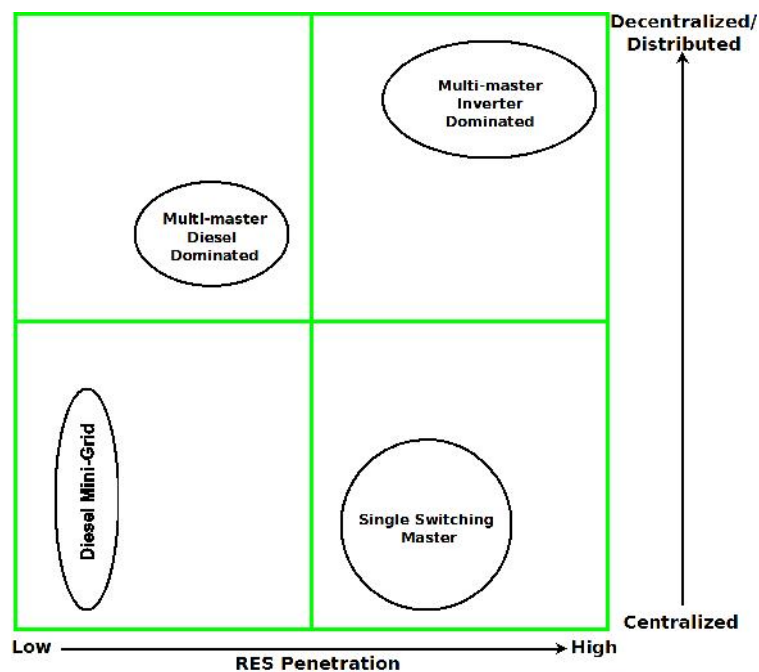 Decentralized/
Distributed
Multi-master
Inverter
Dominated
Multi-master
Diesel
Dominated
Diesel Mini-Grid
Single Switching
Master
Centralized
Low
High
RES Penetration